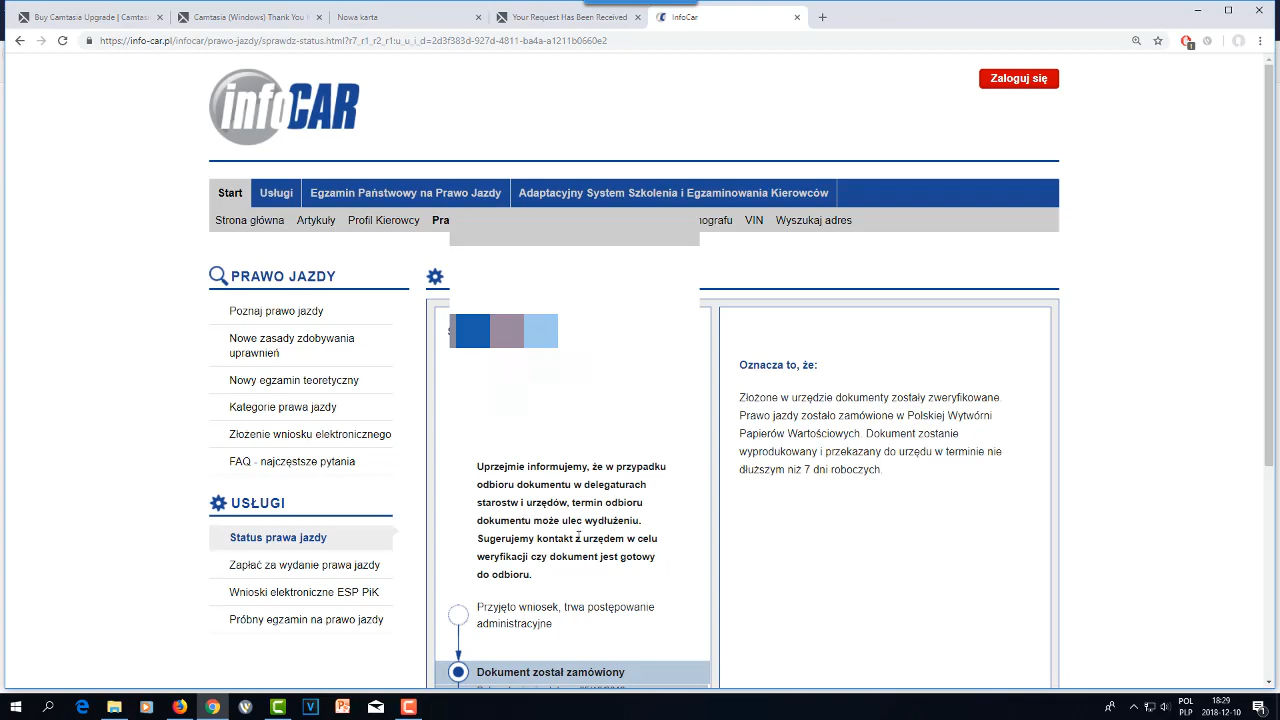 Buy Camtasia Upgrade | Camtas
Camtasia (Windows) Thank You
Nowa karta
Your Request Has Been Received
InfoCar
https://info-car.pl/infocar/prawo-jazdy/sprawdz-status.html?r7_r1_r2_r1:u_u_i_d=2d3f383d-927d-4811-ba4a-a1211b0660e2
1
infoCAR
Zaloguj się
Start
Usługi
Egzamin Państwowy na Prawo Jazdy
Adaptacyjny System Szkolenia i Egzaminowania Kierowców
Strona główna
Artykuły
Profil Kierowcy
Pra
ografu
VIN
Wyszukaj adres
PRAWO JAZDY
Poznaj prawo jazdy
Nowe zasady zdobywania
uprawnień
Nowy egzamin teoretyczny
Kategorie prawa jazdy
Złożenie wniosku elektronicznego
FAQ - najczęstsze pytania
USŁUGI
Status prawa jazdy
Zapłać za wydanie prawa jazdy
Wnioski elektroniczne ESP PiK
Próbny egzamin na prawo jazdy
Uprzejmie informujemy, że w przypadku
odbioru dokumentu w delegaturach
starostw i urzędów, termin odbioru
dokumentu może ulec wydłużeniu.
Sugerujemy kontakt z urzędem w celu
weryfikacji czy dokument jest gotowy
do odbioru.
Przyjęto wniosek, trwa postępowanie
administracyjne
Dokument został zamówiony
Oznacza to, że:
Złożone w urzędzie dokumenty zostały zweryfikowane.
Prawo jazdy zostało zamówione w Polskiej Wytwórni
Papierów Wartościowych. Dokument zostanie
wyprodukowany i przekazany do urzędu w terminie nie
dłuższym niż 7 dni roboczych.
POL
PLP
18:29
2018-12-10
1